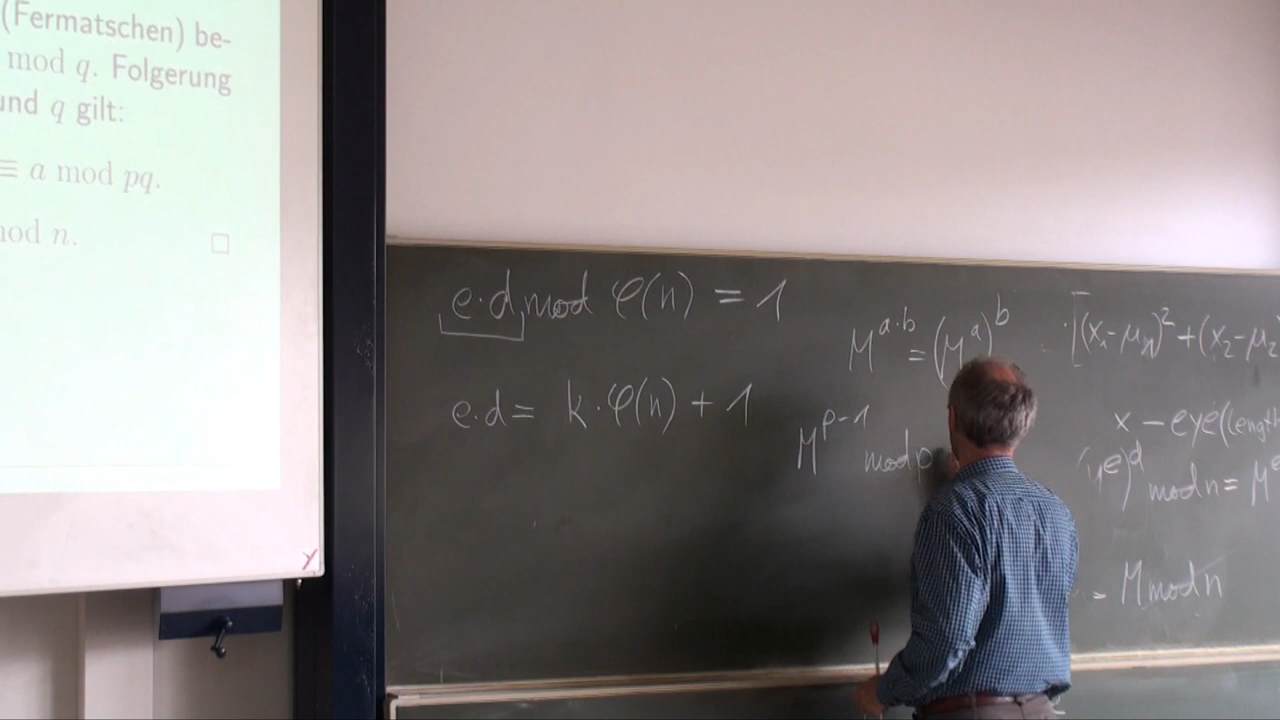 (Fermatschen) be-
mod q. Folgerung
und q gilt:
≡ a mod pq.
mod n. □
e·d mod φ(n) = 1
e·d = k·φ(n) + 1
M^{a·b} = (M^a)^b
M^{p-1} mod p
[(x₁-μ₁)² + (x₂-μ₂
x - eye(length
(M^e)^d mod n = M^e
= M mod n